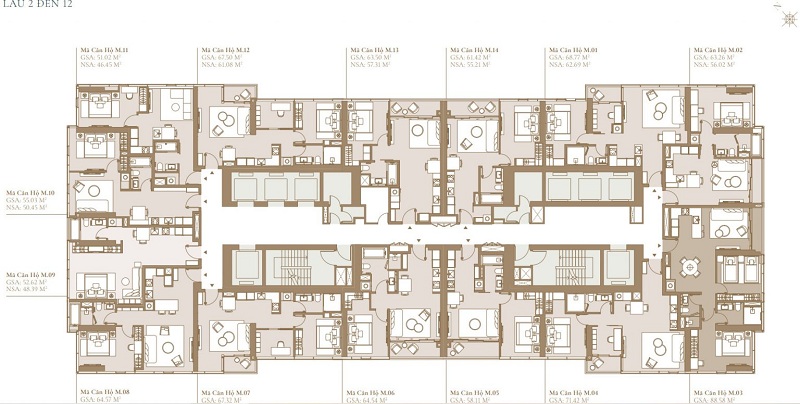 LẦU 2 ĐẾN 12
Mã Căn Hộ M.11
GSA: 51.02 M²
NSA: 46.45 M²
Mã Căn Hộ M.12
GSA: 67.50 M²
NSA: 61.08 M²
Mã Căn Hộ M.13
GSA: 63.50 M²
NSA: 57.31 M²
Mã Căn Hộ M.14
GSA: 61.42 M²
NSA: 55.21 M²
Mã Căn Hộ M.01
GSA: 68.77 M²
NSA: 62.69 M²
Mã Căn Hộ M.02
GSA: 63.26 M²
NSA: 56.02 M²
Mã Căn Hộ M.10
GSA: 55.03 M²
NSA: 50.45 M²
Mã Căn Hộ M.09
GSA: 52.62 M²
NSA: 48.39 M²
Mã Căn Hộ M.08
GSA: 64.57 M²
Mã Căn Hộ M.07
GSA: 67.32 M²
Mã Căn Hộ M.06
GSA: 64.54 M²
Mã Căn Hộ M.05
GSA: 58.11 M²
Mã Căn Hộ M.04
GSA: 71.42 M²
Mã Căn Hộ M.03
GSA: 88.58 M²